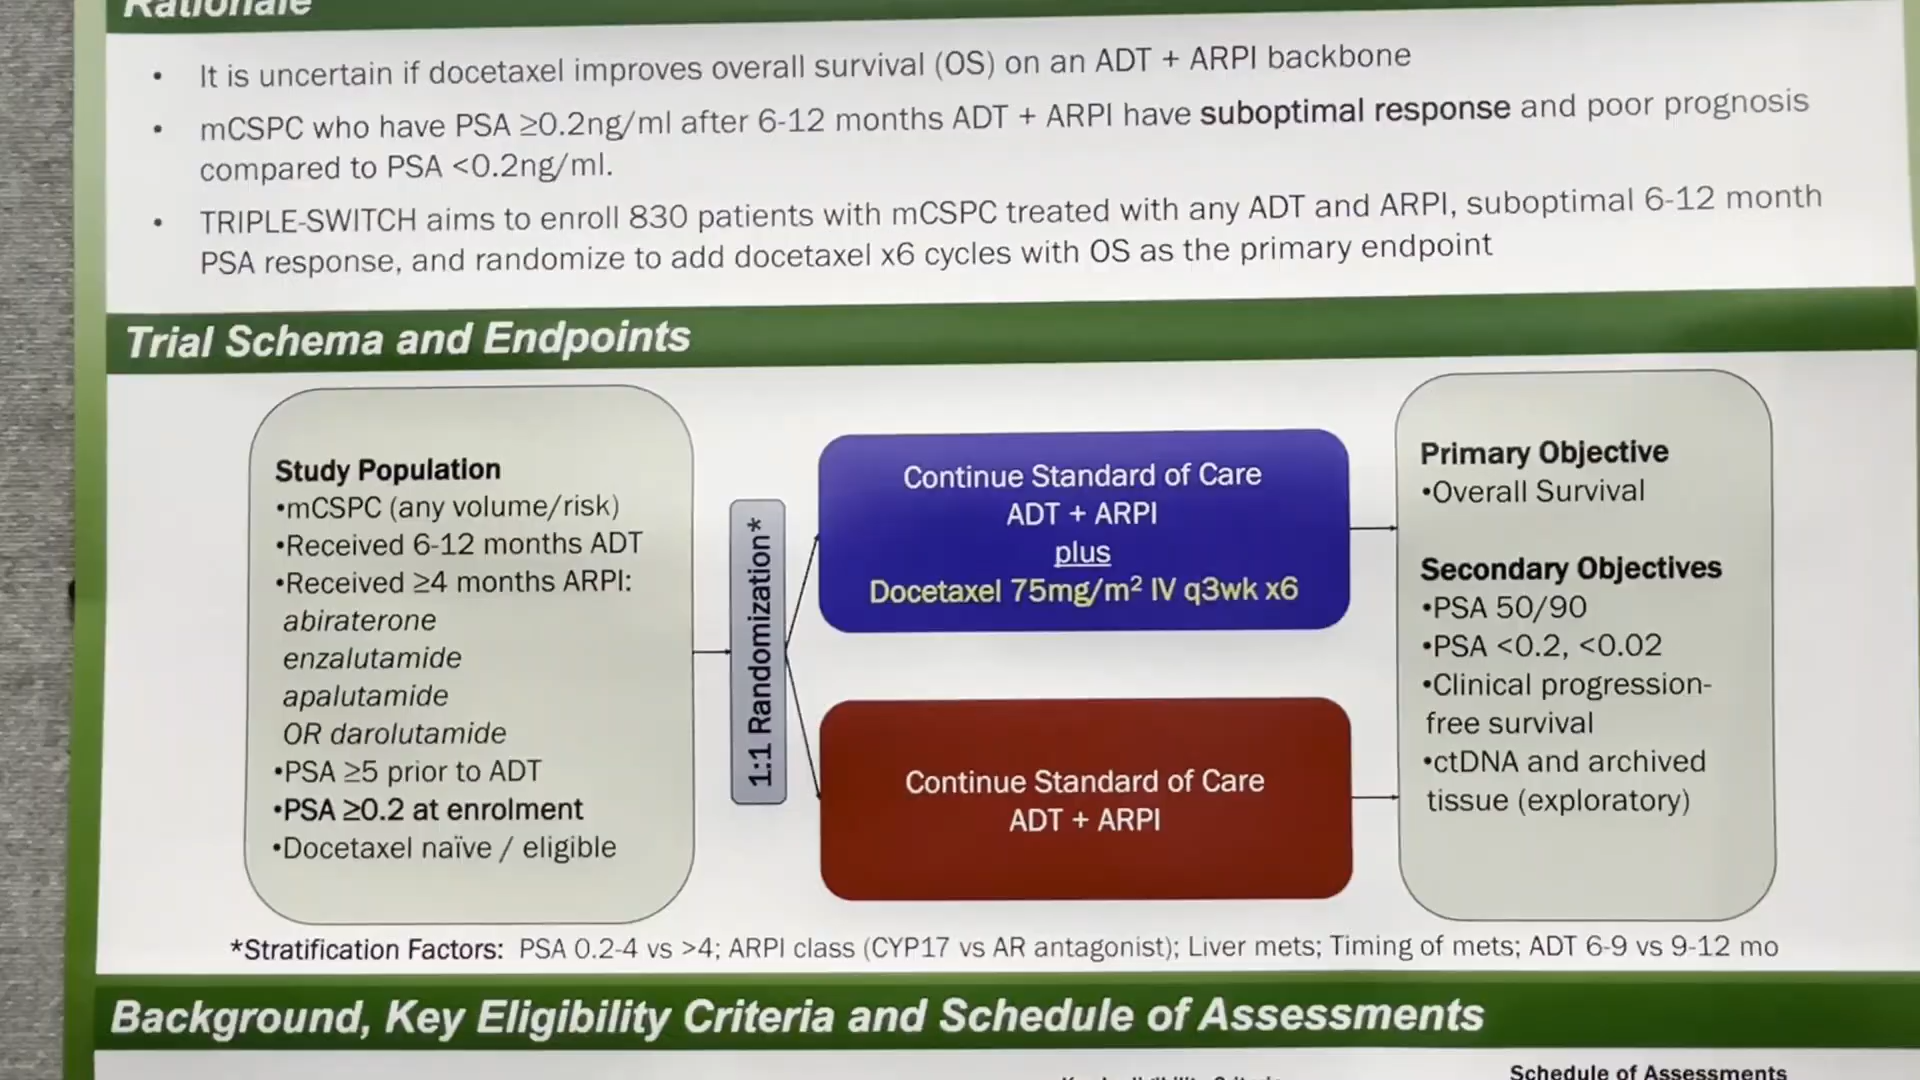 Rationale
• It is uncertain if docetaxel improves overall survival (OS) on an ADT + ARPI backbone
• mCSPC who have PSA ≥0.2ng/ml after 6-12 months ADT + ARPI have suboptimal response and poor prognosis
compared to PSA <0.2ng/ml.
• TRIPLE-SWITCH aims to enroll 830 patients with mCSPC treated with any ADT and ARPI, suboptimal 6-12 month
PSA response, and randomize to add docetaxel x6 cycles with OS as the primary endpoint
Trial Schema and Endpoints
Study Population
•mCSPC (any volume/risk)
•Received 6-12 months ADT
•Received ≥4 months ARPI:
abiraterone
enzalutamide
apalutamide
OR darolutamide
•PSA ≥5 prior to ADT
•PSA ≥0.2 at enrolment
•Docetaxel naïve / eligible
1:1 Randomization*
Continue Standard of Care
ADT + ARPI
plus
Docetaxel 75mg/m² IV q3wk x6
Continue Standard of Care
ADT + ARPI
Primary Objective
•Overall Survival
Secondary Objectives
•PSA 50/90
•PSA <0.2, <0.02
•Clinical progression-
free survival
•ctDNA and archived
tissue (exploratory)
*Stratification Factors: PSA 0.2-4 vs >4; ARPI class (CYP17 vs AR antagonist); Liver mets; Timing of mets; ADT 6-9 vs 9-12 mo
Background, Key Eligibility Criteria and Schedule of Assessments
Schedule of Assessments